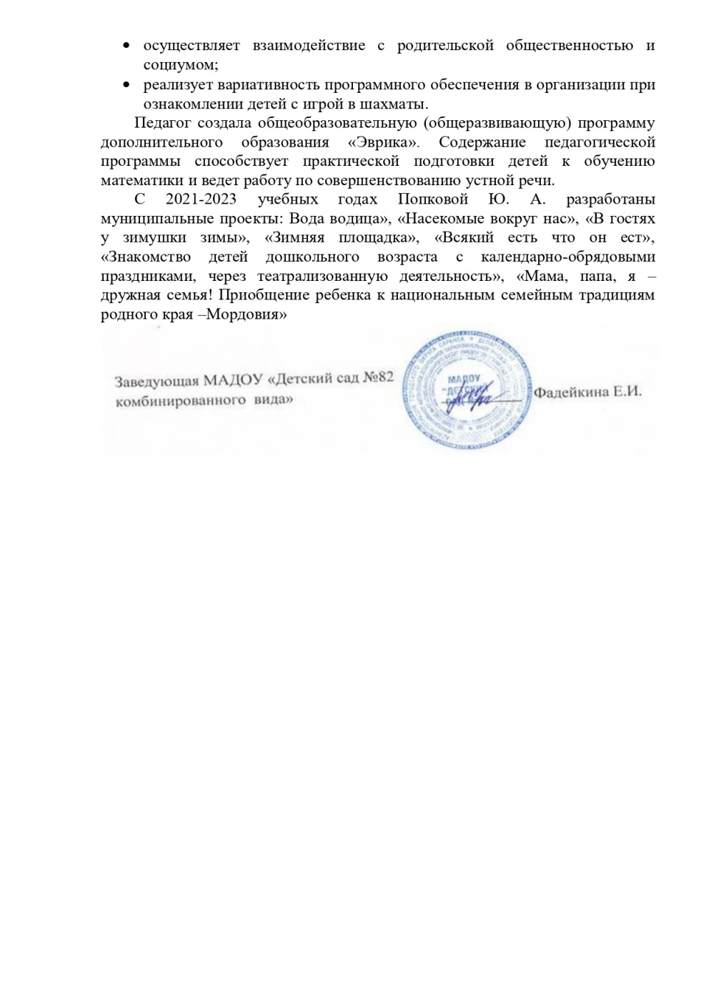 • осуществляет взаимодействие с родительской общественностью и
социумом;
• реализует вариативность программного обеспечения в организации при
ознакомлении детей с игрой в шахматы.
Педагог создала общеобразовательную (общеразвивающую) программу
дополнительного образования «Эврика». Содержание педагогической
программы способствует практической подготовки детей к обучению
математики и ведет работу по совершенствованию устной речи.
С 2021-2023 учебных годах Попковой Ю. А. разработаны
муниципальные проекты: Вода водица», «Насекомые вокруг нас», «В гостях
у зимушки зимы», «Зимняя площадка», «Всякий есть что он ест»,
«Знакомство детей дошкольного возраста с календарно-обрядовыми
праздниками, через театрализованную деятельность», «Мама, папа, я –
дружная семья! Приобщение ребенка к национальным семейным традициям
родного края –Мордовия»
Заведующая МАДОУ «Детский сад №82
комбинированного вида»
МАДОУ
"ДЕТСКИЙ
Фадейкина Е.И.